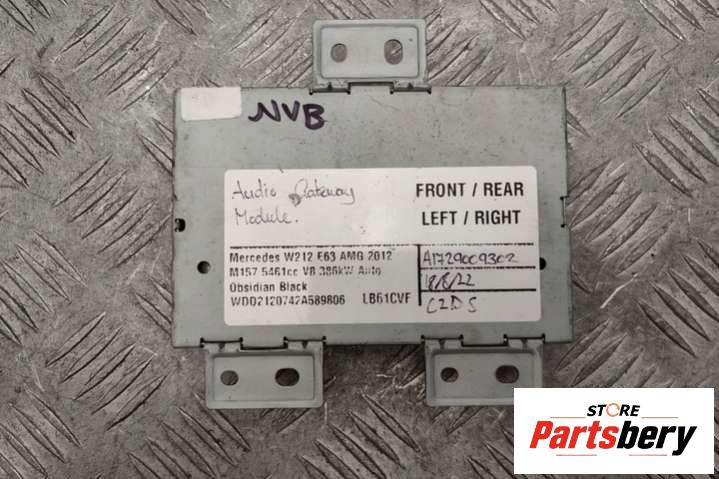 NVB
Audio Gateway
Module.
FRONT / REAR
LEFT / RIGHT
Mercedes W212 E63 AMG 2012
M157 5461cc V8 386kW Auto
Obsidian Black
WDD2120742A589806 LB61CVF
A1729009302
18/8/22
C2D5
STORE
Partsbery